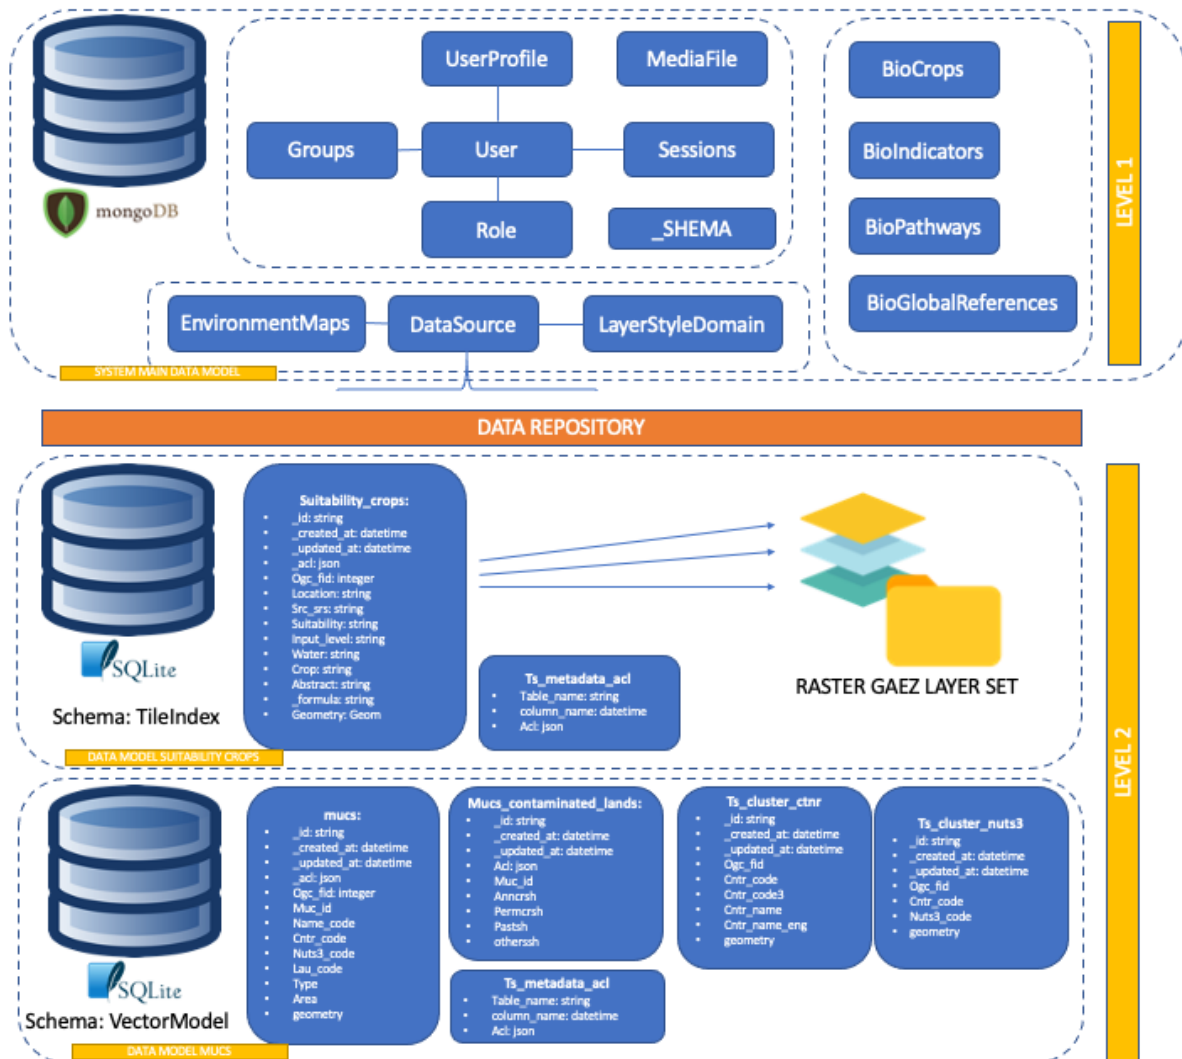 UserProfile
MediaFile
Groups
User
Sessions
Role
_SHEMA
mongoDB
BioCrops
BioIndicators
BioPathways
BioGlobalReferences
LEVEL 1
EnvironmentMaps
DataSource
LayerStyleDomain
SYSTEM MAIN DATA MODEL
DATA REPOSITORY
SQLite
Schema: TileIndex
Suitability_crops:
• _id: string
• _created_at: datetime
• _updated_at: datetime
• _acl: json
• Ogc_fid: integer
• Location: string
• Src_srs: string
• Suitability: string
• Input_level: string
• Water: string
• Crop: string
• Abstract: string
• _formula: string
• Geometry: Geom
Ts_metadata_acl
• Table_name: string
• column_name: datetime
• Acl: json
RASTER GAEZ LAYER SET
DATA MODEL SUITABILITY CROPS
LEVEL 2
SQLite
Schema: VectorModel
mucs:
• _id: string
• _created_at: datetime
• _updated_at: datetime
• _acl: json
• Ogc_fid: integer
• Muc_id
• Name_code
• Cntr_code
• Nuts3_code
• Lau_code
• Type
• Area
• geometry
Mucs_contaminated_lands:
• _id: string
• _created_at: datetime
• _updated_at: datetime
• Acl: json
• Muc_id
• Anncrsh
• Permcrsh
• Pastsh
• otherssh
Ts_metadata_acl
• Table_name: string
• column_name: datetime
• Acl: json
Ts_cluster_ctnr
• _id: string
• _created_at: datetime
• _updated_at: datetime
• Ogc_fid
• Cntr_code
• Cntr_code3
• Cntr_name
• Cntr_name_eng
• geometry
Ts_cluster_nuts3
• _id: string
• _created_at: datetime
• _updated_at: datetime
• Ogc_fid
• Cntr_code
• Nuts3_code
• geometry
DATA MODEL MUCS